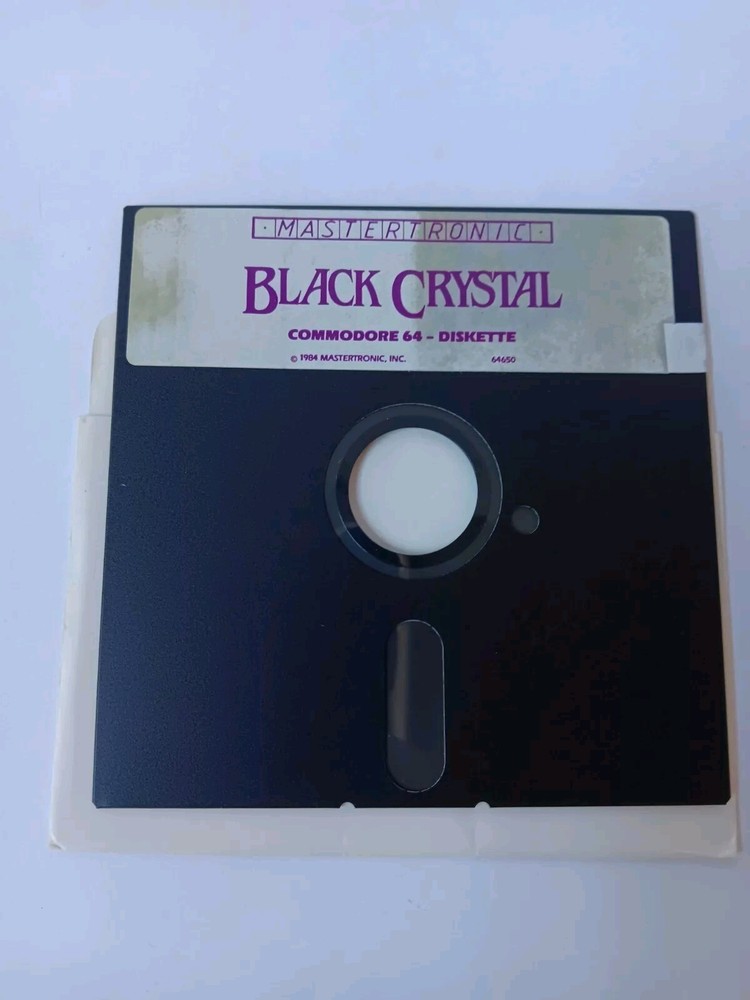 MASTERTRONIC
BLACK CRYSTAL
COMMODORE 64 - DISKETTE
© 1984 MASTERTRONIC, INC. 64650